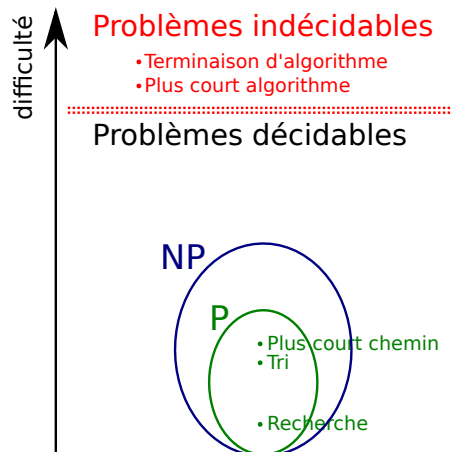 difficulté
Problèmes indécidables
•Terminaison d'algorithme
•Plus court algorithme
Problèmes décidables
NP
P
•Plus court chemin
•Tri
•Recherche